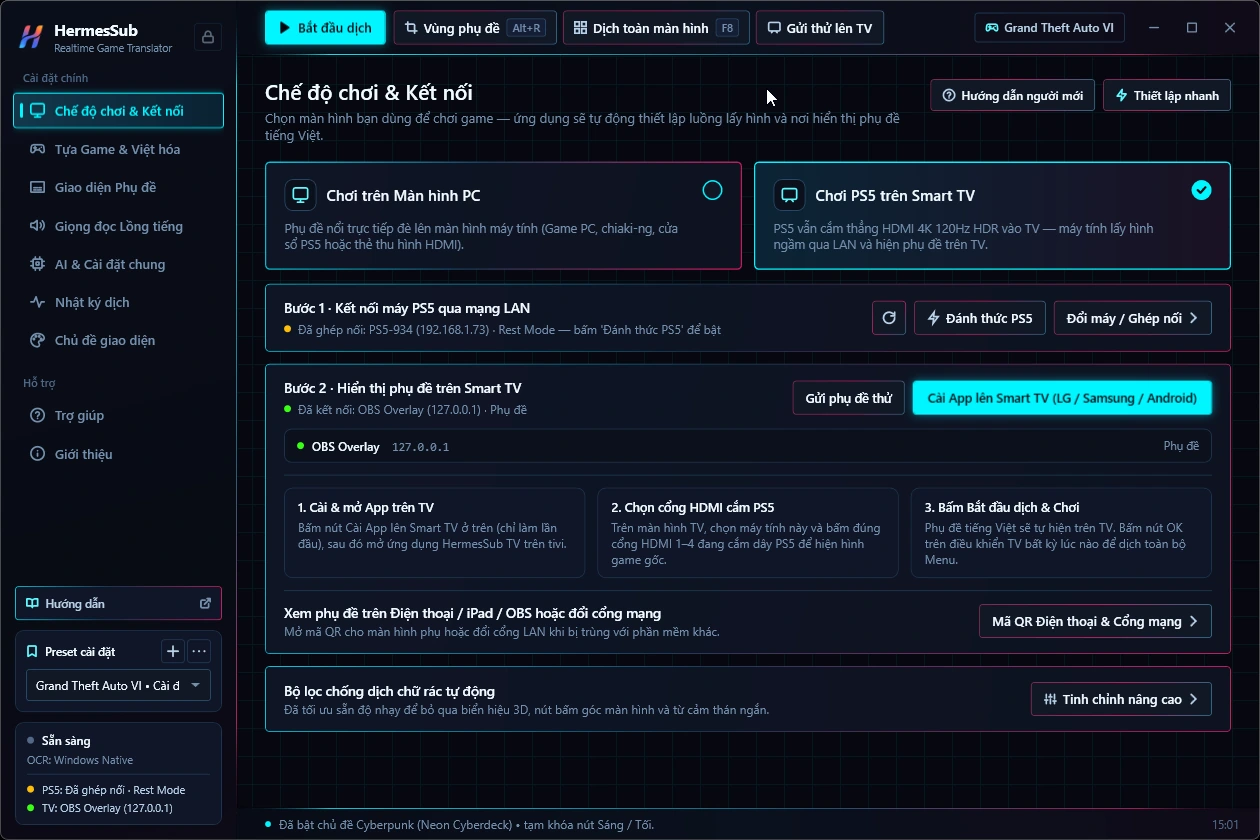 HermesSub
Realtime Game Translator
Bắt đầu dịch
Vùng phụ đề Alt+R
Dịch toàn màn hình F8
Gửi thử lên TV
Grand Theft Auto VI
Cài đặt chính
Chế độ chơi & Kết nối
Tựa Game & Việt hóa
Giao diện Phụ đề
Giọng đọc Lồng tiếng
AI & Cài đặt chung
Nhật ký dịch
Chủ đề giao diện
Hỗ trợ
Trợ giúp
Giới thiệu
Hướng dẫn
Preset cài đặt
Grand Theft Auto VI • Cài đ
Sẵn sàng
OCR: Windows Native
PS5: Đã ghép nối · Rest Mode
TV: OBS Overlay (127.0.0.1)
Chế độ chơi & Kết nối
Chọn màn hình bạn dùng để chơi game — ứng dụng sẽ tự động thiết lập luồng lấy hình và nơi hiển thị phụ đề
tiếng Việt.
Hướng dẫn người mới
Thiết lập nhanh
Chơi trên Màn hình PC
Phụ đề nổi trực tiếp đè lên màn hình máy tính (Game PC, chiaki-ng, cửa
sổ PS5 hoặc thẻ thu hình HDMI).
Chơi PS5 trên Smart TV
PS5 vẫn cắm thẳng HDMI 4K 120Hz HDR vào TV — máy tính lấy hình
ngầm qua LAN và hiện phụ đề trên TV.
Bước 1 · Kết nối máy PS5 qua mạng LAN
Đã ghép nối: PS5-934 (192.168.1.73) · Rest Mode — bấm 'Đánh thức PS5' để bật
Đánh thức PS5
Đổi máy / Ghép nối
Bước 2 · Hiển thị phụ đề trên Smart TV
Đã kết nối: OBS Overlay (127.0.0.1) · Phụ đề
Gửi phụ đề thử
Cài App lên Smart TV (LG / Samsung / Android)
OBS Overlay 127.0.0.1
Phụ đề
1. Cài & mở App trên TV
Bấm nút Cài App lên Smart TV ở trên (chỉ làm lần
đầu), sau đó mở ứng dụng HermesSub TV trên tivi.
2. Chọn cổng HDMI cắm PS5
Trên màn hình TV, chọn máy tính này và bấm đúng
cổng HDMI 1–4 đang cắm dây PS5 để hiện hình
game gốc.
3. Bấm Bắt đầu dịch & Chơi
Phụ đề tiếng Việt sẽ tự hiện trên TV. Bấm nút OK
trên điều khiển TV bất kỳ lúc nào để dịch toàn bộ
Menu.
Xem phụ đề trên Điện thoại / iPad / OBS hoặc đổi cổng mạng
Mở mã QR cho màn hình phụ hoặc đổi cổng LAN khi bị trùng với phần mềm khác.
Mã QR Điện thoại & Cổng mạng
Bộ lọc chống dịch chữ rác tự động
Đã tối ưu sẵn độ nhạy để bỏ qua biển hiệu 3D, nút bấm góc màn hình và từ cảm thán ngắn.
Tinh chỉnh nâng cao
Đã bật chủ đề Cyberpunk (Neon Cyberdeck) • tạm khóa nút Sáng / Tối.
15:01